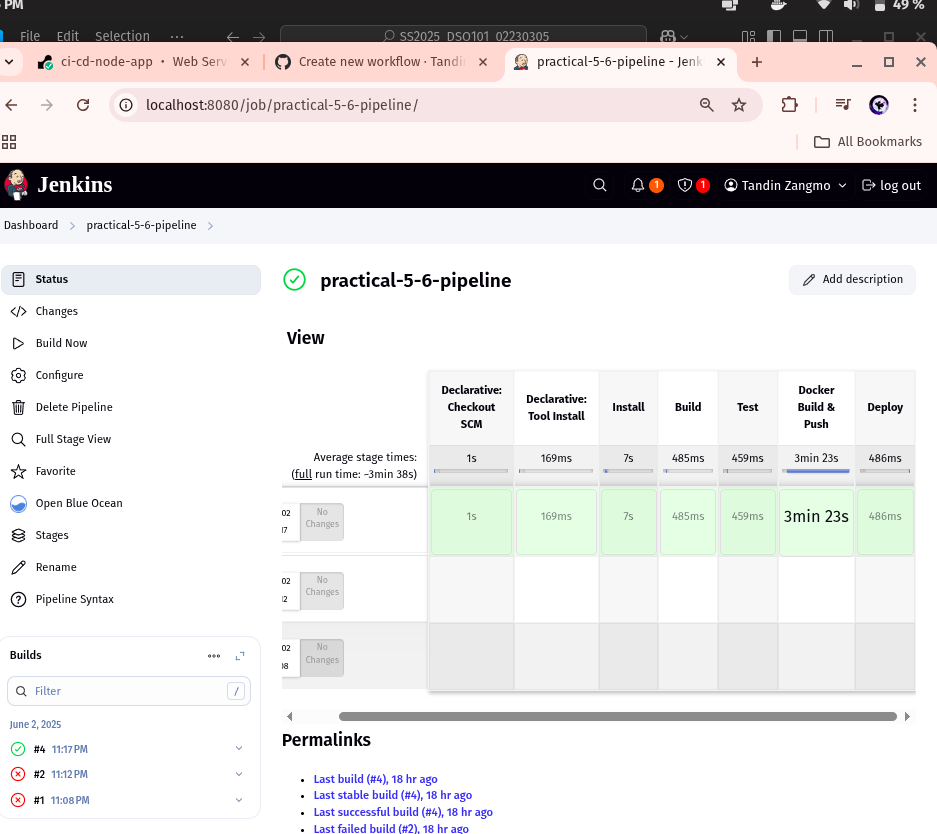 PM
49 %
File Edit Selection ... SS2025_DSO101_02230305
ci-cd-node-app • Web Serv
Create new workflow · Tandin
practical-5-6-pipeline - Jenk
localhost:8080/job/practical-5-6-pipeline/
All Bookmarks
Jenkins
1
1
Tandin Zangmo
log out
Dashboard
practical-5-6-pipeline
Status
Changes
Build Now
Configure
Delete Pipeline
Full Stage View
Favorite
Open Blue Ocean
Stages
Rename
Pipeline Syntax
Builds
Filter
/
June 2, 2025
#4 11:17 PM
#2 11:12 PM
#1 11:08 PM
practical-5-6-pipeline
Add description
View
Declarative: Checkout SCM
Declarative: Tool Install
Install
Build
Test
Docker Build & Push
Deploy
Average stage times:
(full run time: ~3min 38s)
1s 169ms 7s 485ms 459ms 3min 23s 486ms
02
17
No Changes
1s 169ms 7s 485ms 459ms 3min 23s 486ms
02
12
No Changes
02
08
No Changes
Permalinks
Last build (#4), 18 hr ago
Last stable build (#4), 18 hr ago
Last successful build (#4), 18 hr ago
Last failed build (#2), 18 hr ago